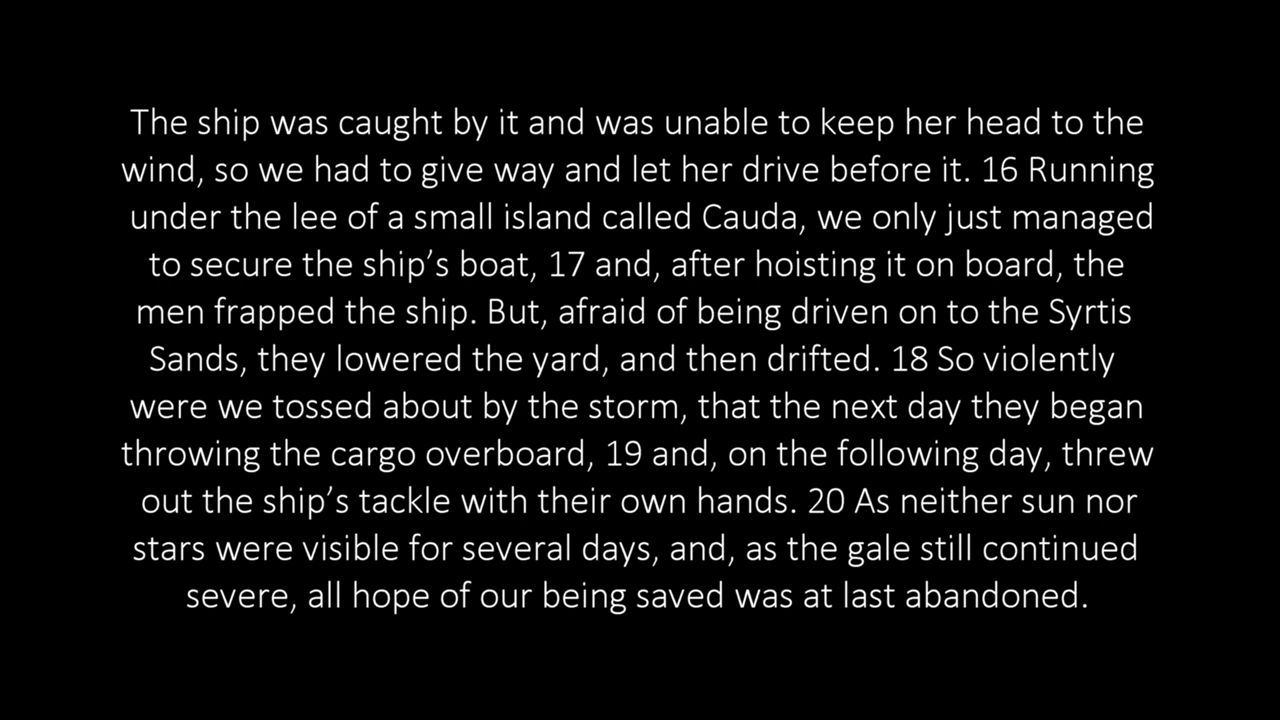 The ship was caught by it and was unable to keep her head to the
wind, so we had to give way and let her drive before it. 16 Running
under the lee of a small island called Cauda, we only just managed
to secure the ship’s boat, 17 and, after hoisting it on board, the
men frapped the ship. But, afraid of being driven on to the Syrtis
Sands, they lowered the yard, and then drifted. 18 So violently
were we tossed about by the storm, that the next day they began
throwing the cargo overboard, 19 and, on the following day, threw
out the ship’s tackle with their own hands. 20 As neither sun nor
stars were visible for several days, and, as the gale still continued
severe, all hope of our being saved was at last abandoned.